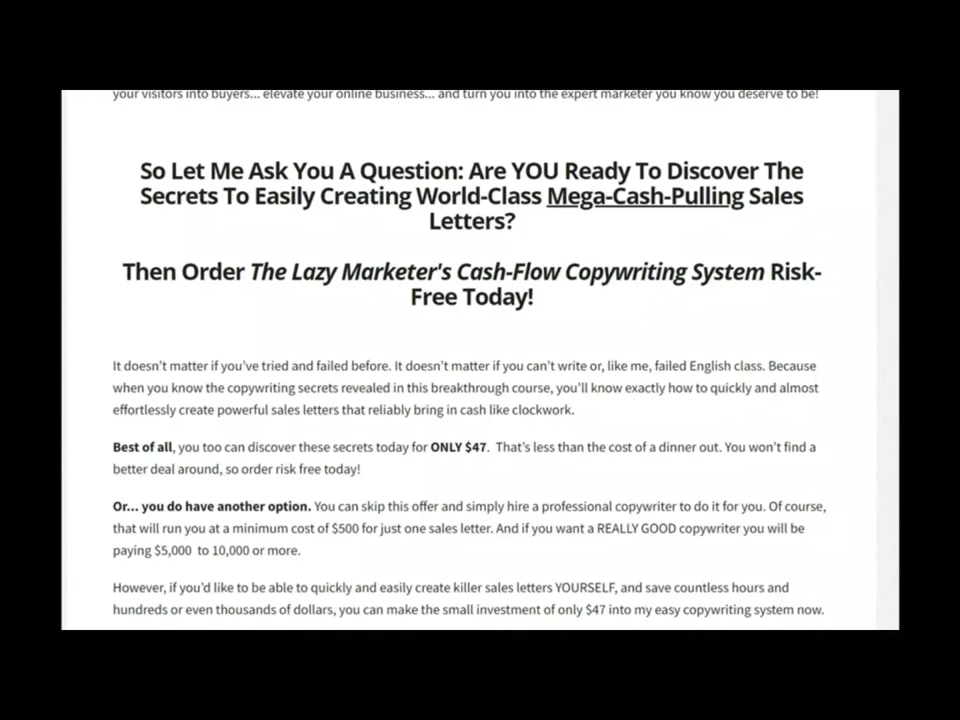 your visitors into buyers... elevate your online business... and turn you into the expert marketer you know you deserve to be!
So Let Me Ask You A Question: Are YOU Ready To Discover The
Secrets To Easily Creating World-Class Mega-Cash-Pulling Sales
Letters?
Then Order The Lazy Marketer's Cash-Flow Copywriting System Risk-
Free Today!
It doesn't matter if you've tried and failed before. It doesn't matter if you can't write or, like me, failed English class. Because
when you know the copywriting secrets revealed in this breakthrough course, you'll know exactly how to quickly and almost
effortlessly create powerful sales letters that reliably bring in cash like clockwork.
Best of all, you too can discover these secrets today for ONLY $47.  That's less than the cost of a dinner out. You won't find a
better deal around, so order risk free today!
Or... you do have another option. You can skip this offer and simply hire a professional copywriter to do it for you. Of course,
that will run you at a minimum cost of $500 for just one sales letter. And if you want a REALLY GOOD copywriter you will be
paying $5,000  to 10,000 or more.
However, if you'd like to be able to quickly and easily create killer sales letters YOURSELF, and save countless hours and
hundreds or even thousands of dollars, you can make the small investment of only $47 into my easy copywriting system now.